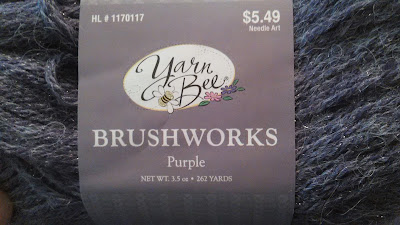 HL # 1170117
$5.49
Needle Art
Yarn
Bee
BRUSHWORKS
Purple
NET WT. 3.5 oz • 262 YARDS